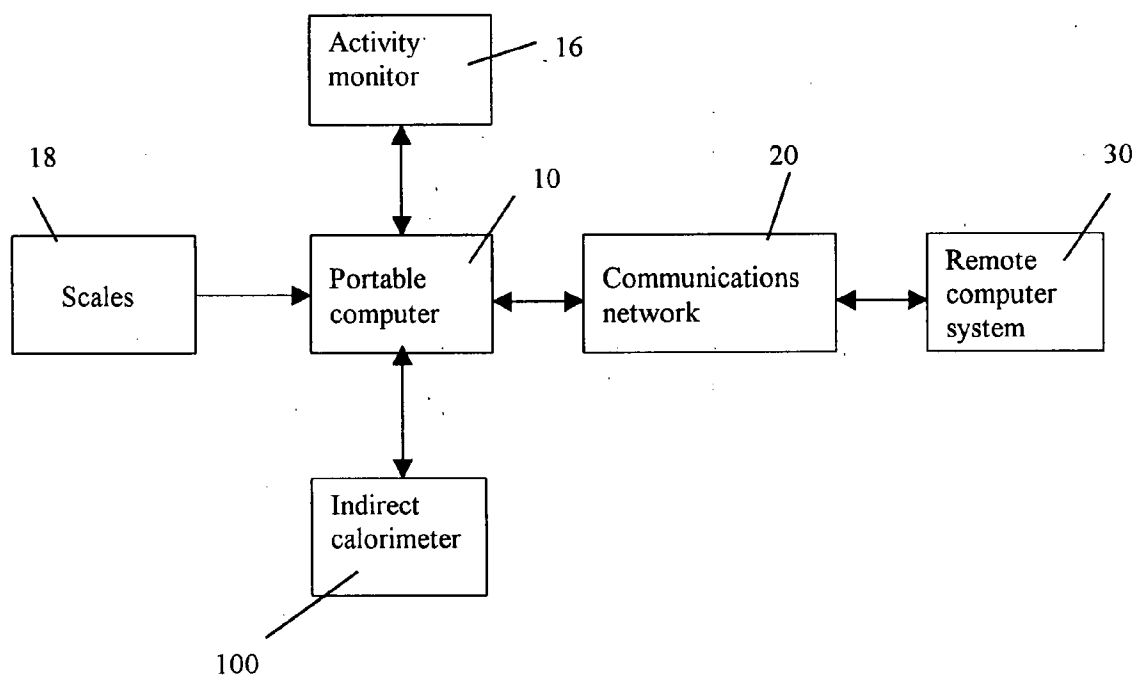 Activity
monitor
16
18
10
20
30
Scales
Portable
computer
Communications
network
Remote
computer
system
Indirect
calorimeter
100